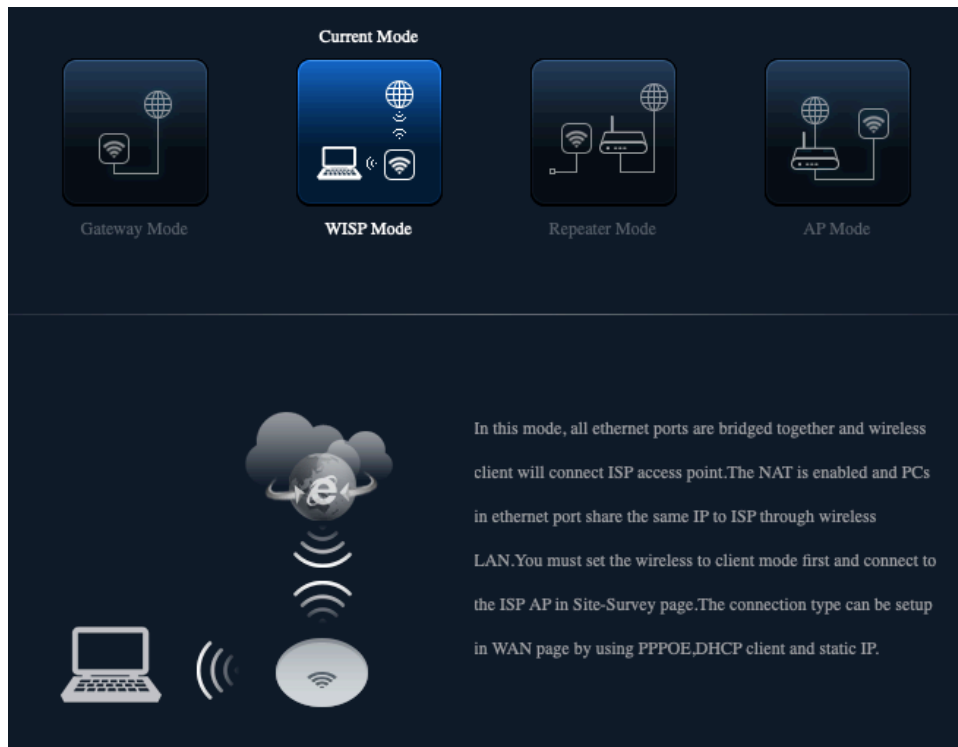 Current Mode
Gateway Mode
WISP Mode
Repeater Mode
AP Mode
In this mode, all ethernet ports are bridged together and wireless
client will connect ISP access point.The NAT is enabled and PCs
in ethernet port share the same IP to ISP through wireless
LAN.You must set the wireless to client mode first and connect to
the ISP AP in Site-Survey page.The connection type can be setup
in WAN page by using PPPOE,DHCP client and static IP.